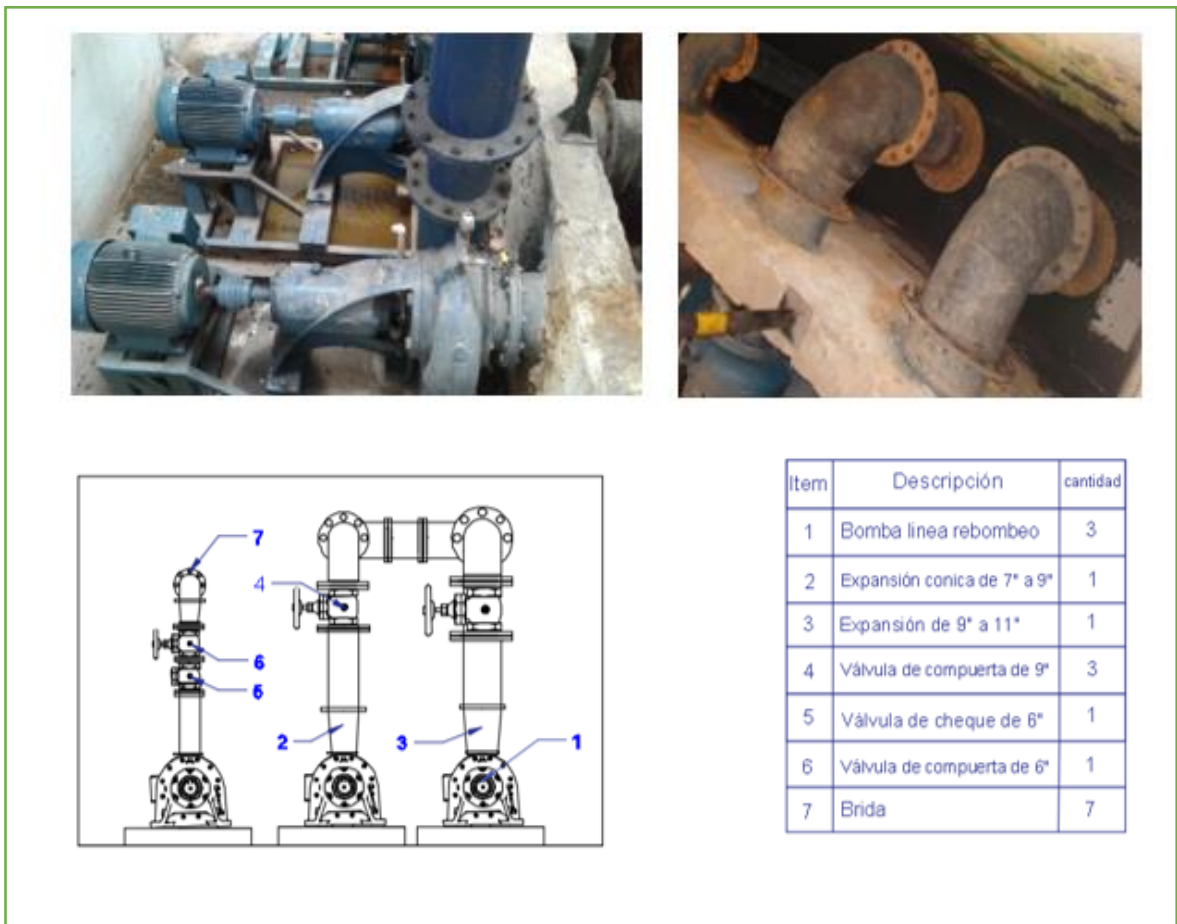 7
4
6
5
2
3
1
Item Descripción cantidad
1 Bomba linea rebombeo 3
2 Expansión conica de 7" a 9" 1
3 Expansión de 9" a 11" 1
4 Válvula de compuerta de 9" 3
5 Válvula de cheque de 6" 1
6 Válvula de compuerta de 6" 1
7 Brida 7